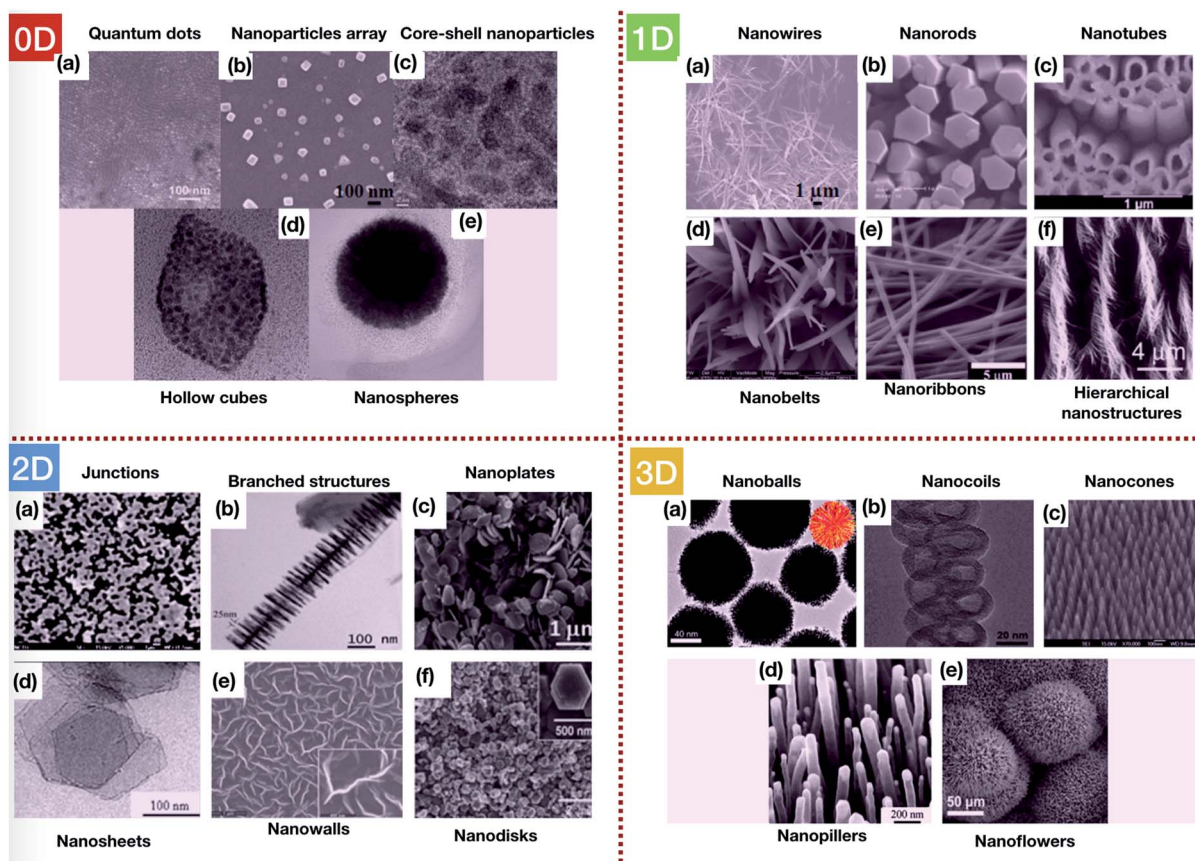 0D
Quantum dots
Nanoparticles array
Core-shell nanoparticles
(a)
(b)
(c)
100 nm
100 nm
(d)
(e)
Hollow cubes
Nanospheres
1D
Nanowires
Nanorods
Nanotubes
(a)
(b)
(c)
1 μm
1 μm
(d)
(e)
(f)
5 μm
4 μm
Nanobelts
Nanoribbons
Hierarchical
nanostructures
2D
Junctions
Branched structures
Nanoplates
(a)
(b)
(c)
25nm
100 nm
1 μm
(d)
(e)
(f)
500 nm
100 nm
Nanosheets
Nanowalls
Nanodisks
3D
Nanoballs
Nanocoils
Nanocones
(a)
(b)
(c)
40 nm
20 nm
(d)
(e)
200 nm
50 μm
Nanopillers
Nanoflowers